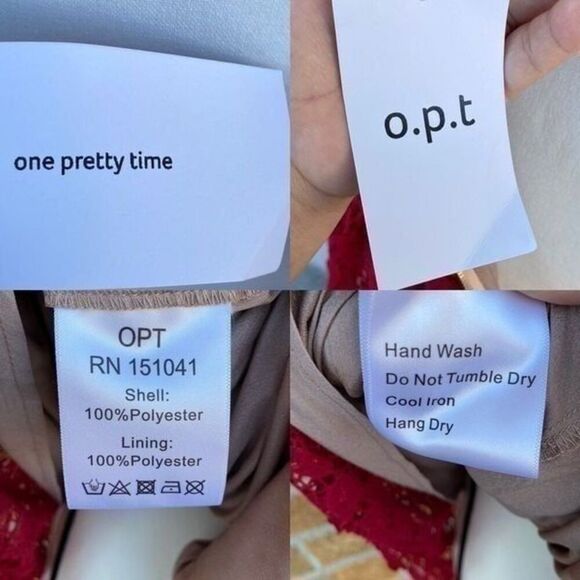 one pretty time
o.p.t
OPT
RN 151041
Shell:
100%Polyester
Lining:
100%Polyester
Hand Wash
Do Not Tumble Dry
Cool Iron
Hang Dry